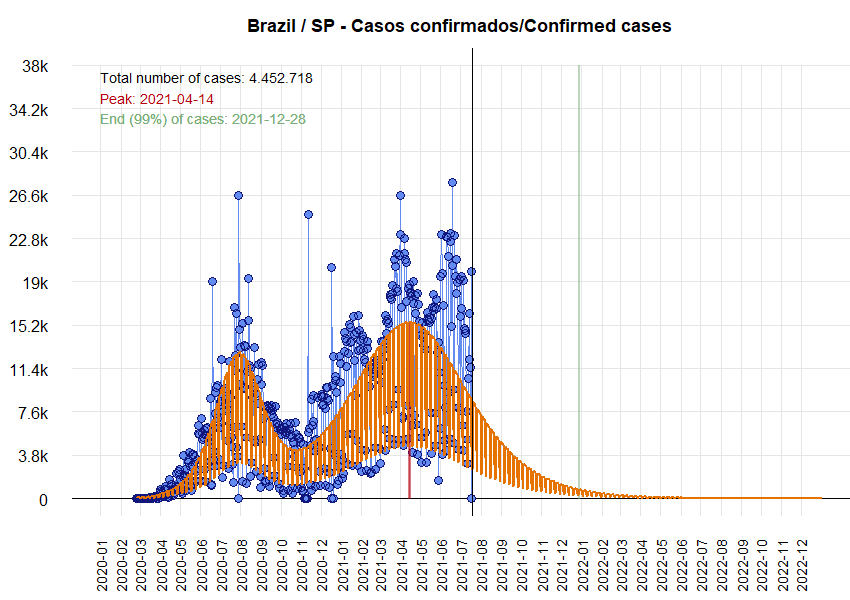 Brazil / SP - Casos confirmados/Confirmed cases
38k
Total number of cases: 4.452.718
Peak: 2021-04-14
End (99%) of cases: 2021-12-28
34.2k
30.4k
26.6k
22.8k
19k
15.2k
11.4k
7.6k
3.8k
0
2020-01
2020-02
2020-03
2020-04
2020-05
2020-06
2020-07
2020-08
2020-09
2020-10
2020-11
2020-12
2021-01
2021-02
2021-03
2021-04
2021-05
2021-06
2021-07
2021-08
2021-09
2021-10
2021-11
2021-12
2022-01
2022-02
2022-03
2022-04
2022-05
2022-06
2022-07
2022-08
2022-09
2022-10
2022-11
2022-12